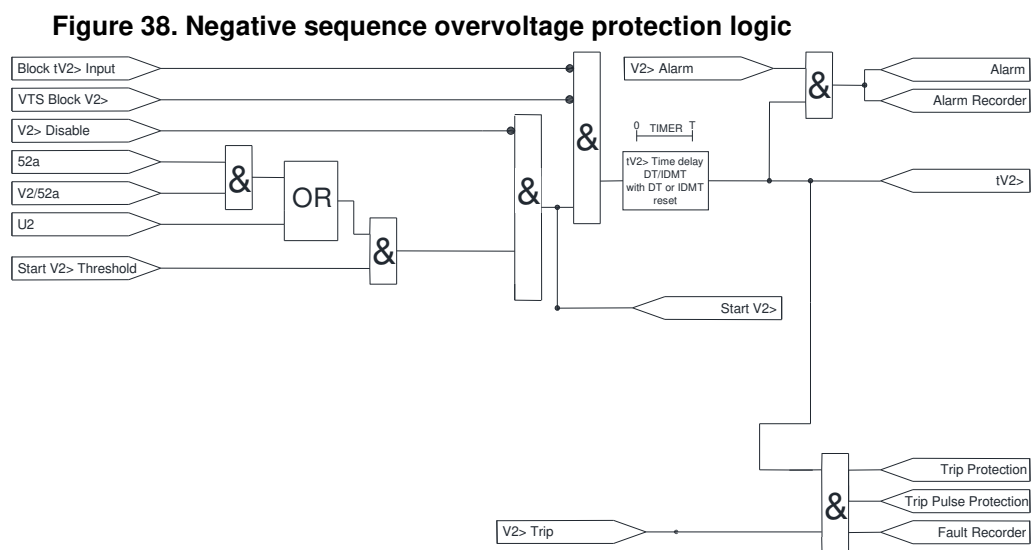 Figure 38. Negative sequence overvoltage protection logic
Block tV2> Input
VTS Block V2>
V2> Disable
52a
V2/52a
U2
Start V2> Threshold
&
OR
&
&
&
Start V2>
0 TIMER T
tV2> Time delay
DT/IDMT
with DT or IDMT
reset
V2> Alarm
&
Alarm
Alarm Recorder
tV2>
V2> Trip
&
Trip Protection
Trip Pulse Protection
Fault Recorder